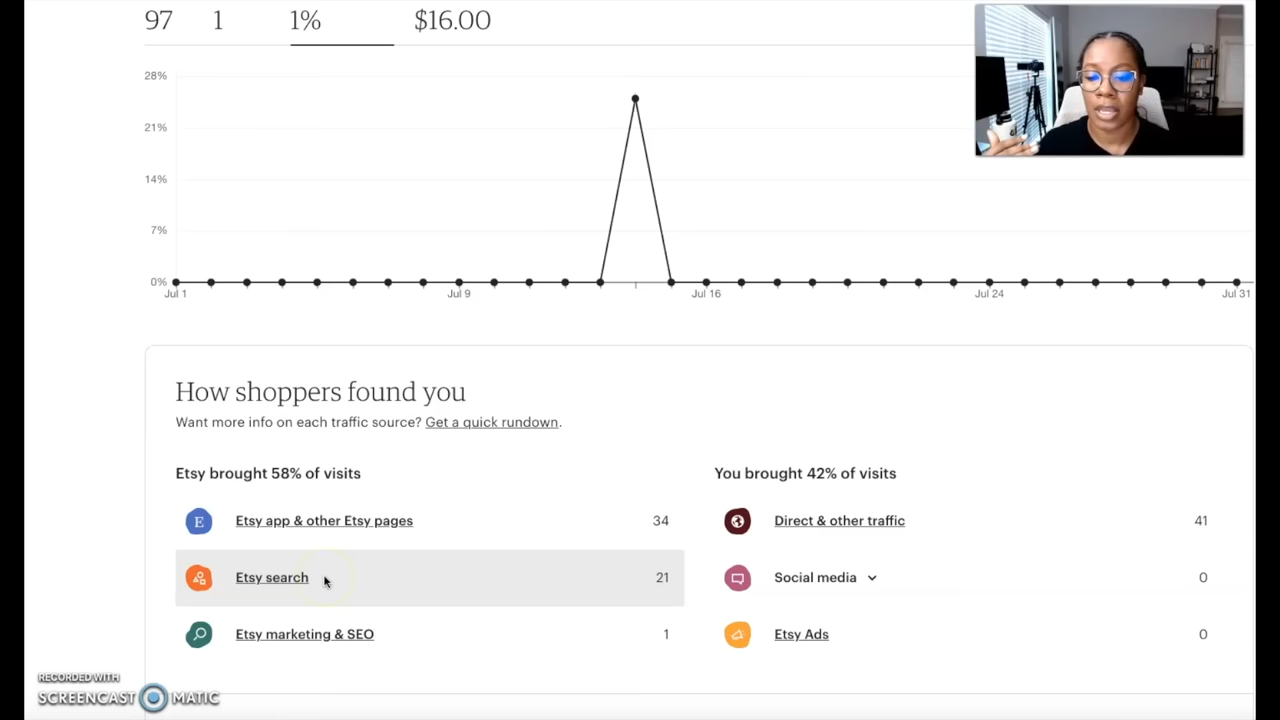 97 1 1% $16.00
28%
21%
14%
7%
0%
Jul 1 Jul 9 Jul 16 Jul 24 Jul 31
How shoppers found you
Want more info on each traffic source? Get a quick rundown.
Etsy brought 58% of visits
E Etsy app & other Etsy pages 34
Etsy search 21
Etsy marketing & SEO 1
You brought 42% of visits
Direct & other traffic 41
Social media 0
Etsy Ads 0
RECORDED WITH
SCREENCAST MATIC